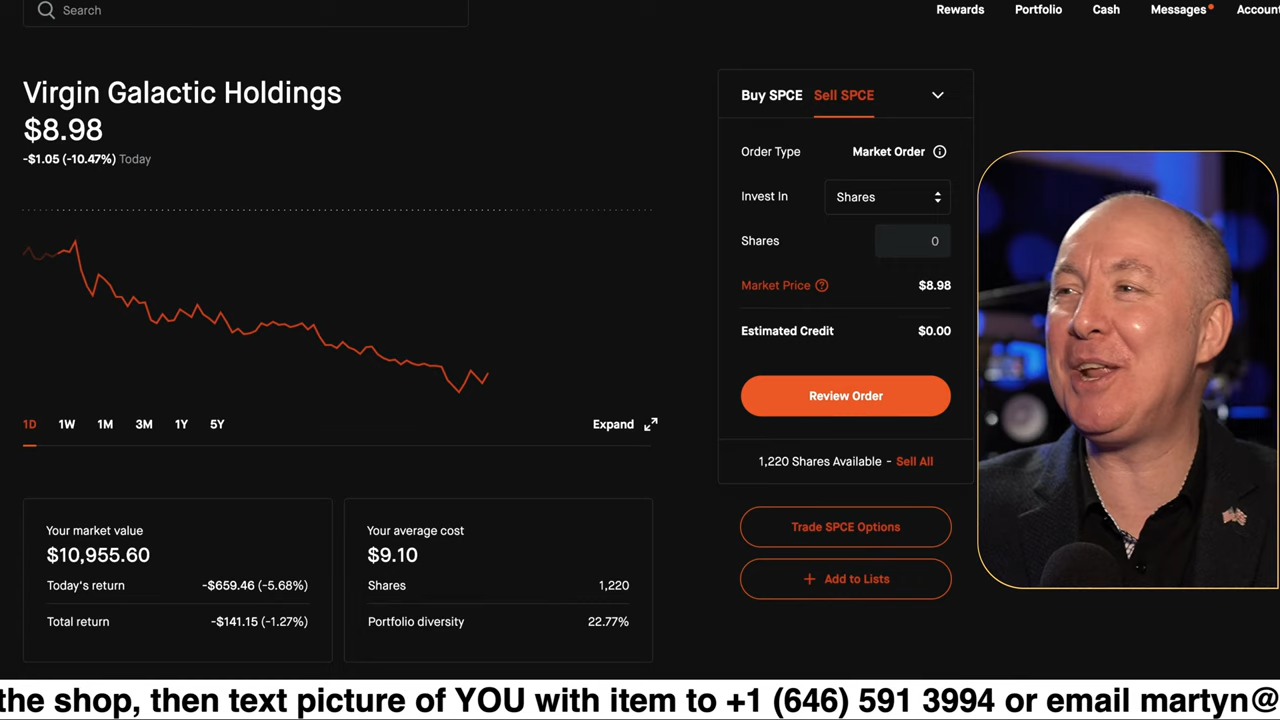 Search
Rewards Portfolio Cash Messages Accoun
Virgin Galactic Holdings
$8.98
-$1.05 (-10.47%) Today
1D 1W 1M 3M 1Y 5Y
Expand
Your market value
$10,955.60
Today's return -$659.46 (-5.68%)
Total return -$141.15 (-1.27%)
Your average cost
$9.10
Shares 1,220
Portfolio diversity 22.77%
Buy SPCE Sell SPCE
Order Type Market Order
Invest In Shares
Shares 0
Market Price $8.98
Estimated Credit $0.00
Review Order
1,220 Shares Available - Sell All
Trade SPCE Options
+ Add to Lists
the shop, then text picture of YOU with item to +1 (646) 591 3994 or email martyn@